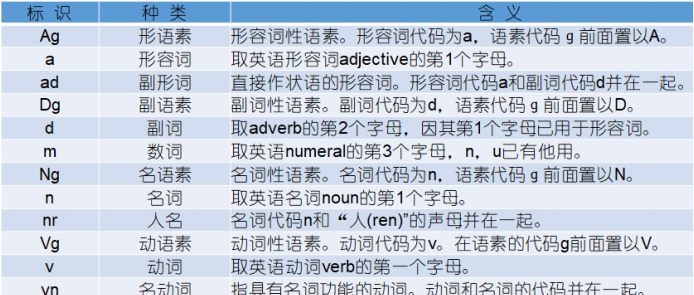 标 识 种 类 含 义
Ag 形语素 形容词性语素。形容词代码为a，语素代码ｇ前面置以A。
a 形容词 取英语形容词adjective的第1个字母。
ad 副形词 直接作状语的形容词。形容词代码a和副词代码d并在一起。
Dg 副语素 副词性语素。副词代码为d，语素代码ｇ前面置以D。
d 副词 取adverb的第2个字母，因其第1个字母已用于形容词。
m 数词 取英语numeral的第3个字母，n，u已有他用。
Ng 名语素 名词性语素。名词代码为n，语素代码ｇ前面置以N。
n 名词 取英语名词noun的第1个字母。
nr 人名 名词代码n和“人(ren)”的声母并在一起。
Vg 动语素 动词性语素。动词代码为v。在语素的代码g前面置以V。
v 动词 取英语动词verb的第一个字母。
vn 名动词 指具有名词功能的动词。动词和名词的代码并在一起。